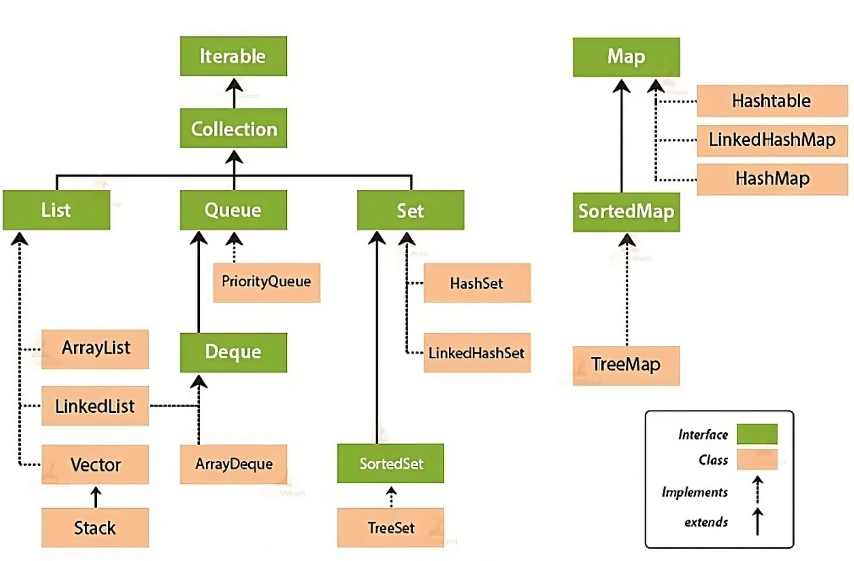 Iterable
Map
Hashtable
Collection
LinkedHashMap
HashMap
List
Queue
Set
SortedMap
PriorityQueue
HashSet
ArrayList
Deque
LinkedHashSet
TreeMap
LinkedList
Interface
Vector
ArrayDeque
SortedSet
Class
Implements
Stack
TreeSet
extends